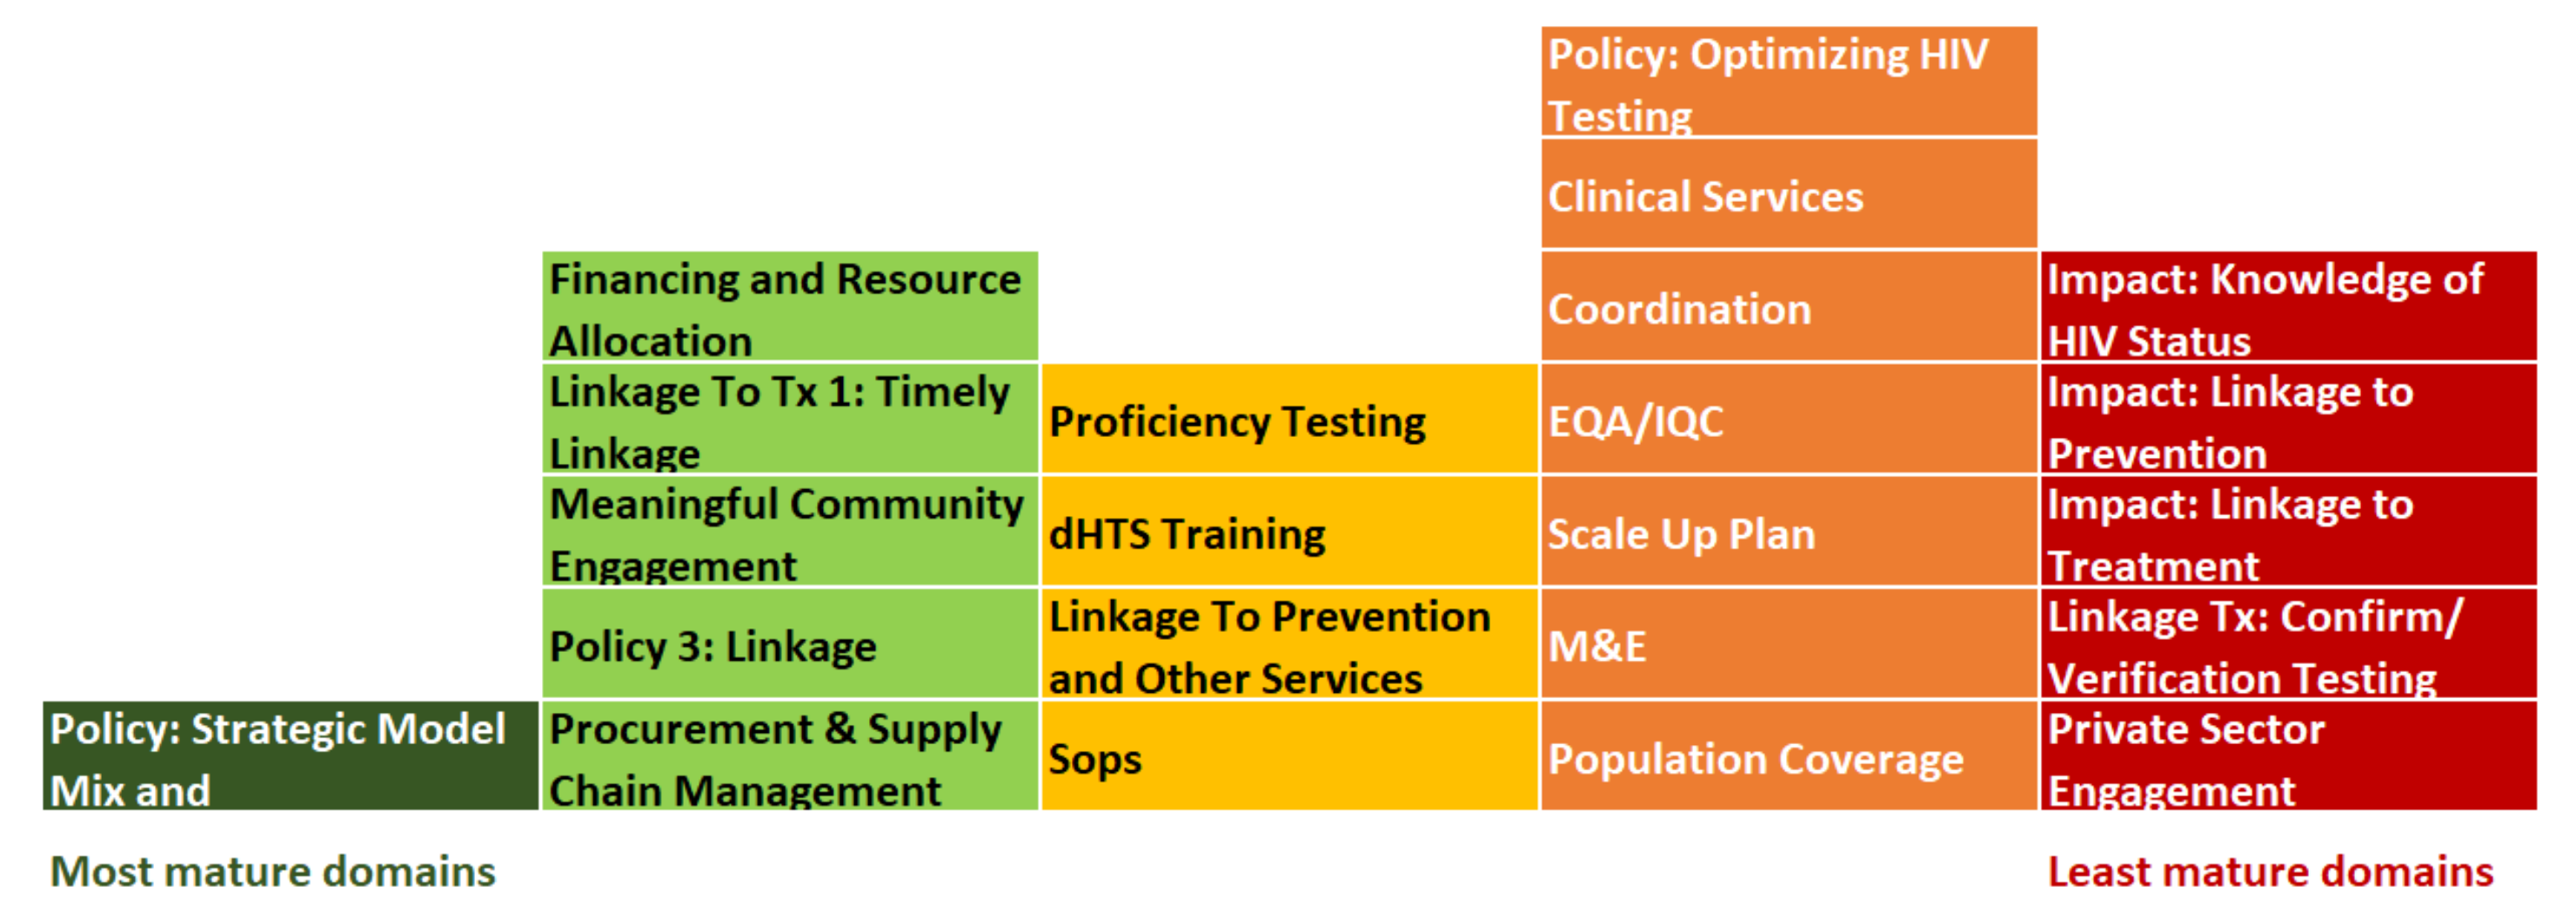 Policy: Strategic Model
Mix and
Financing and Resource
Allocation
Linkage To Tx 1: Timely
Linkage
Meaningful Community
Engagement
Policy 3: Linkage
Procurement & Supply
Chain Management
Proficiency Testing
dHTS Training
Linkage To Prevention
and Other Services
Sops
Policy: Optimizing HIV
Testing
Clinical Services
Coordination
EQA/IQC
Scale Up Plan
M&E
Population Coverage
Impact: Knowledge of
HIV Status
Impact: Linkage to
Prevention
Impact: Linkage to
Treatment
Linkage Tx: Confirm/
Verification Testing
Private Sector
Engagement
Most mature domains
Least mature domains